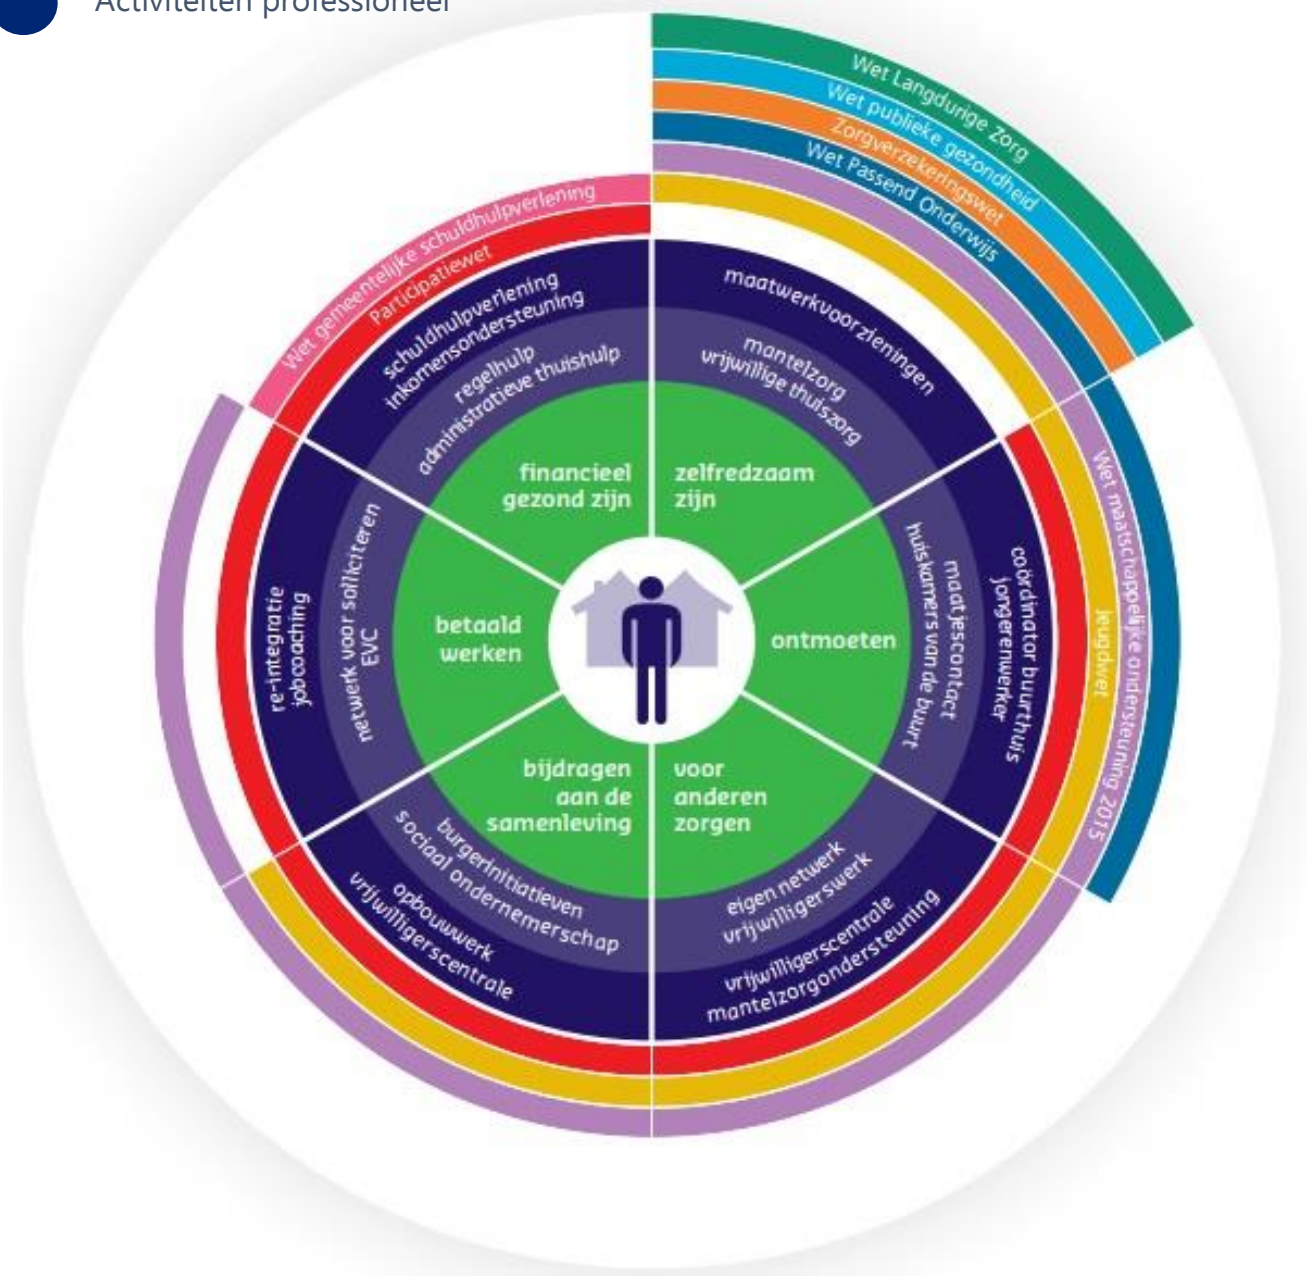 Activiteiten professioneel
Wet Langdurige Zorg
Wet publieke gezondheid
Zorgverzekeringswet
Wet Passend Onderwijs
Wet maatschappelijke ondersteuning 2015
Jeugdwet
Wet gemeentelijke schuldhulpverlening
Participatiewet
schuldhulpverlening
inkomensondersteuning
regelhulp
administratieve thuishulp
financieel
gezond zijn
maatwerkvoorzieningen
mantelzorg
vrijwillige thuiszorg
zelfredzaam
zijn
coördinator buurthuis
jongerenwerker
maatjescontact
huiskamers van de buurt
ontmoeten
voor
anderen
zorgen
eigen netwerk
vrijwilligerswerk
vrijwilligerscentrale
mantelzorgondersteuning
bijdragen
aan de
samenleving
burgerinitiatieven
sociaal ondernemerschap
opbouwwerk
vrijwilligerscentrale
betaald
werken
netwerk voor solliciteren
EVC
re-integratie
jobcoaching